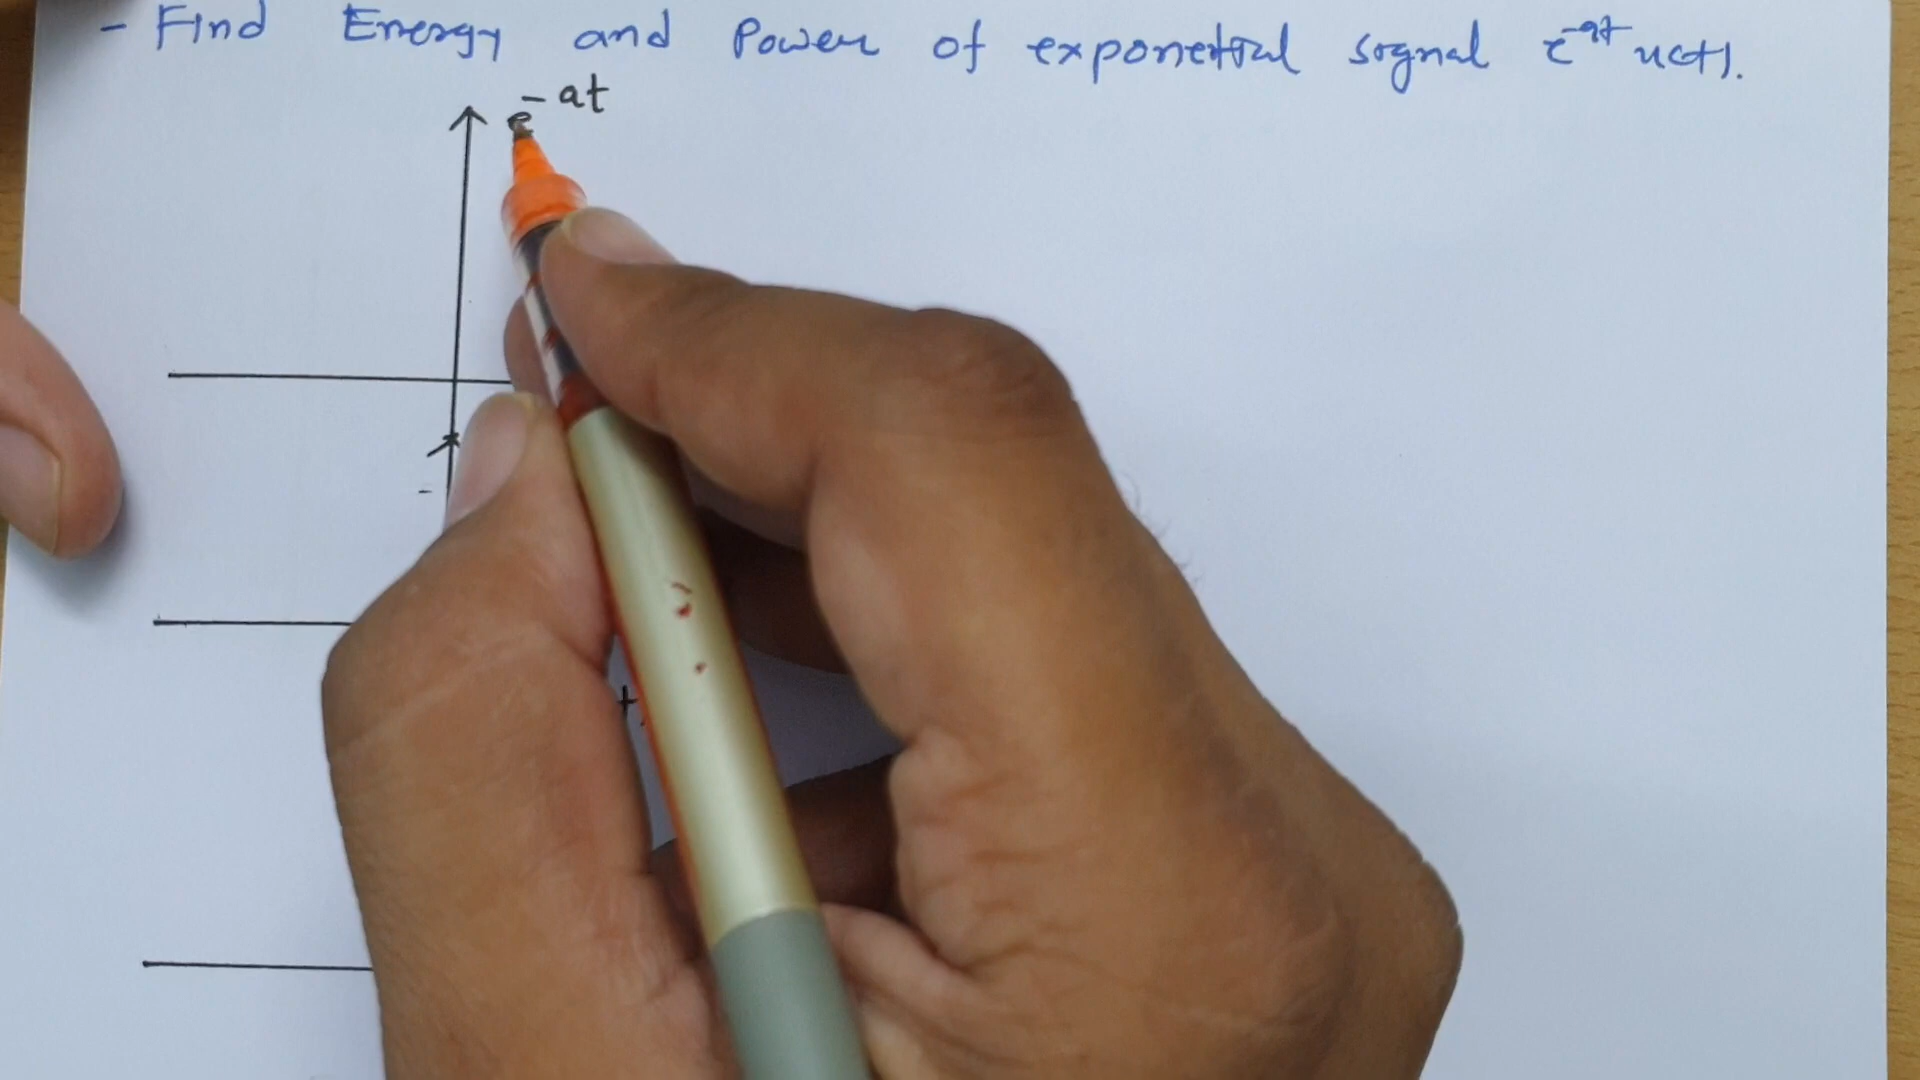 - Find Energy and Power of exponential signal e^-at u(t).
e^-at